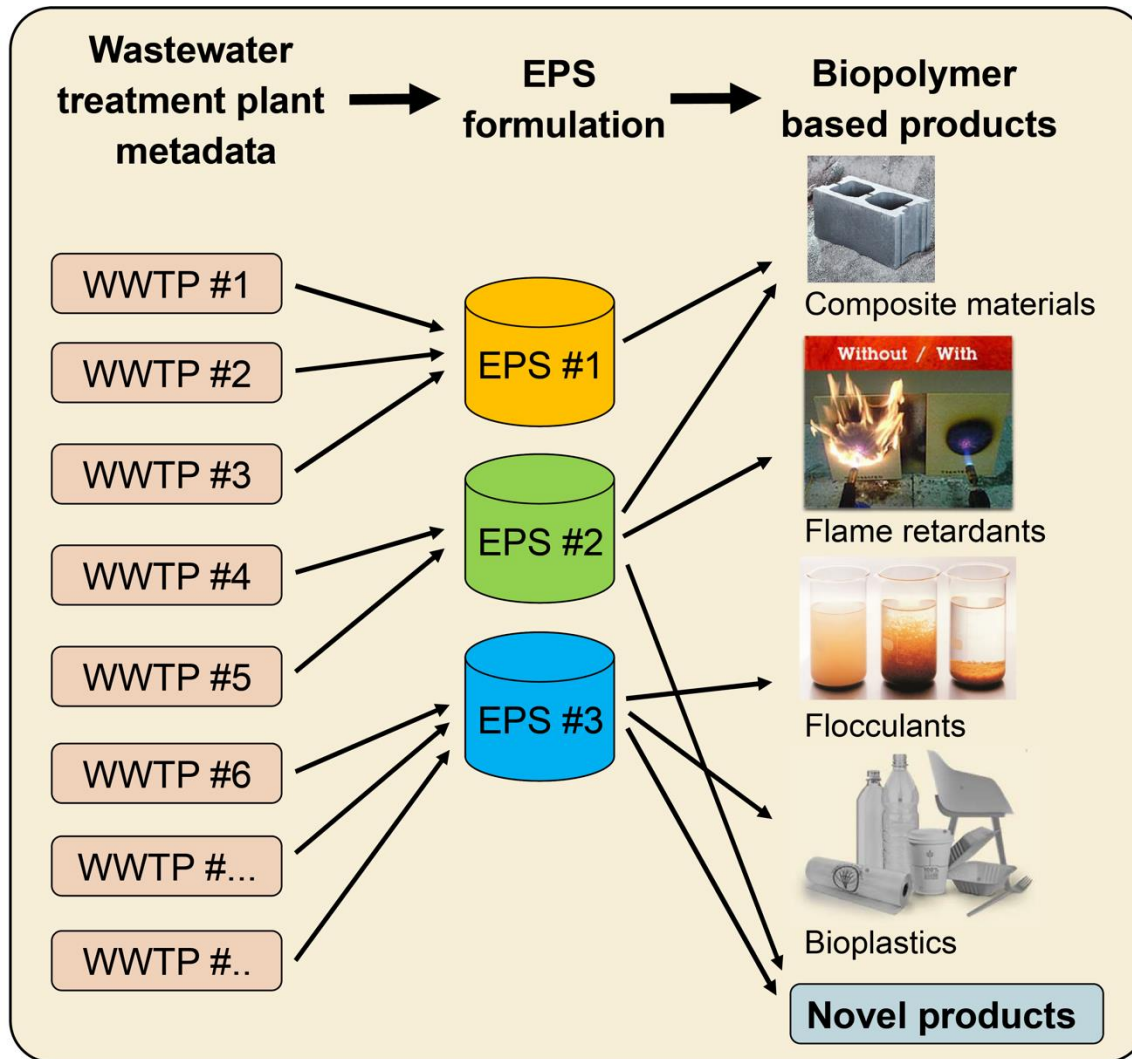 Wastewater
treatment plant
metadata
EPS
formulation
Biopolymer
based products
WWTP #1
WWTP #2
WWTP #3
WWTP #4
WWTP #5
WWTP #6
WWTP #...
WWTP #..
EPS #1
EPS #2
EPS #3
Composite materials
Without / With
Flame retardants
Flocculants
Bioplastics
Novel products